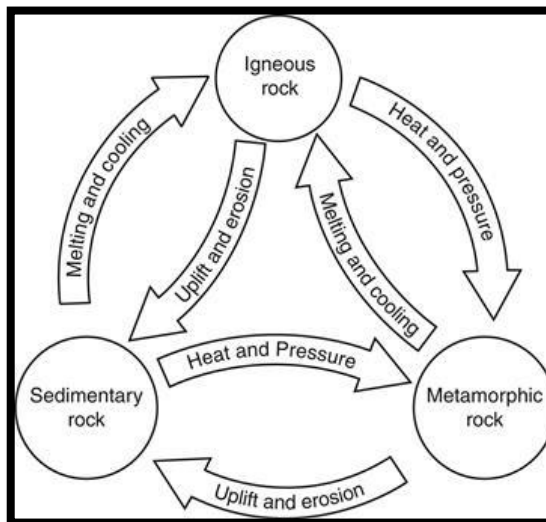 Igneous
rock
Melting and cooling
Heat and pressure
Uplift and erosion
Melting and cooling
Heat and Pressure
Sedimentary
rock
Metamorphic
rock
Uplift and erosion